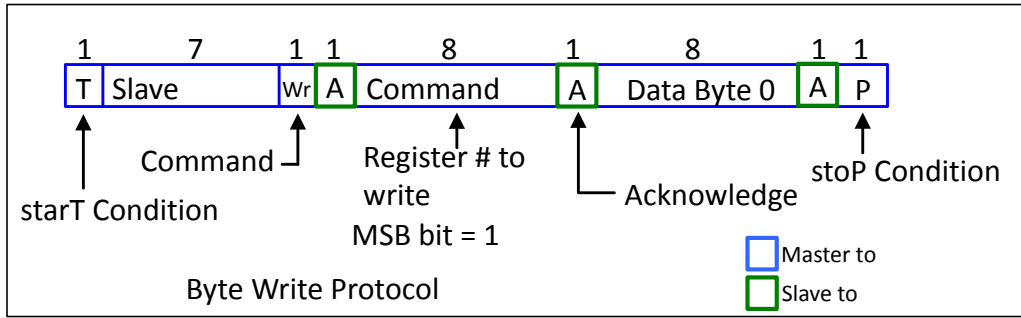 1 7 1 1 8 1 8 1 1
T Slave Wr A Command A Data Byte 0 A P
Command
Register # to
write
MSB bit = 1
Acknowledge
stoP Condition
starT Condition
Byte Write Protocol
Master to
Slave to